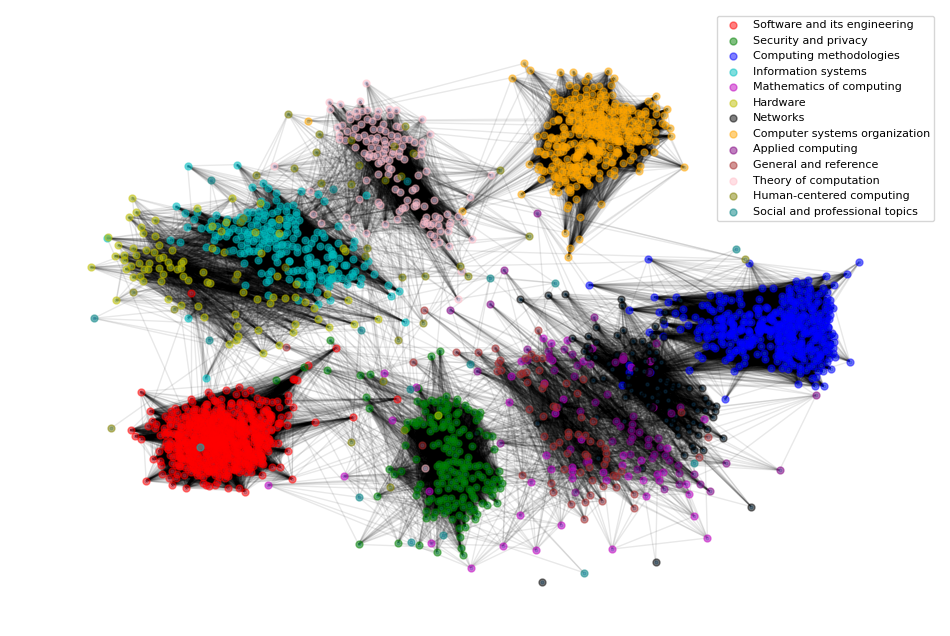 Software and its engineering
Security and privacy
Computing methodologies
Information systems
Mathematics of computing
Hardware
Networks
Computer systems organization
Applied computing
General and reference
Theory of computation
Human-centered computing
Social and professional topics